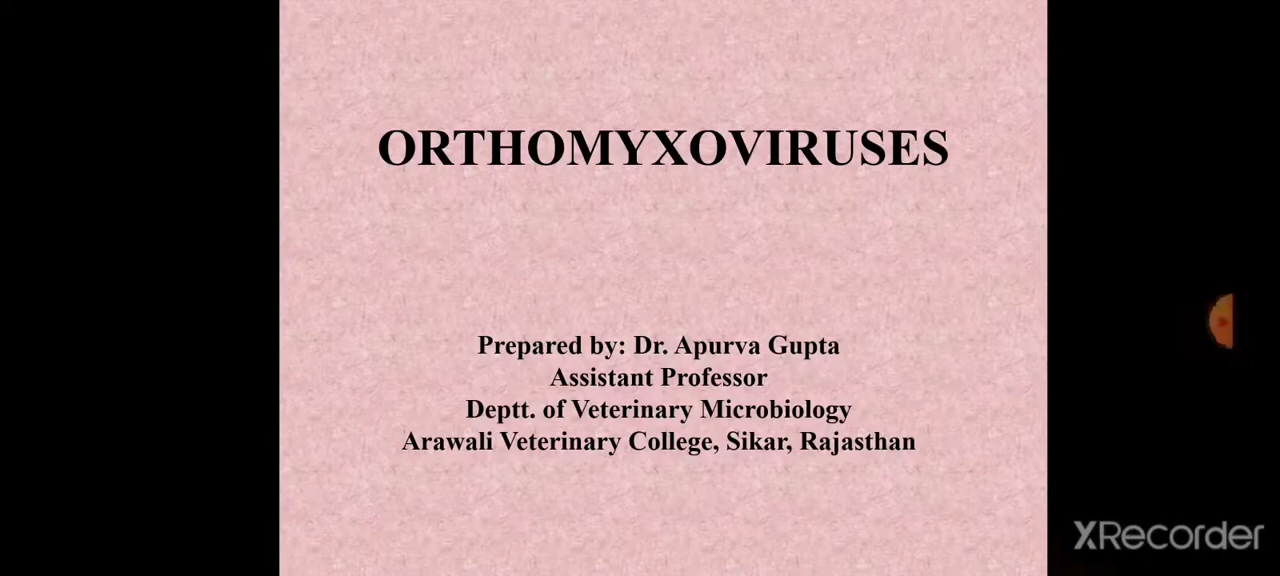 ORTHOMYXOVIRUSES
Prepared by: Dr. Apurva Gupta
Assistant Professor
Deptt. of Veterinary Microbiology
Arawali Veterinary College, Sikar, Rajasthan
XRecorder